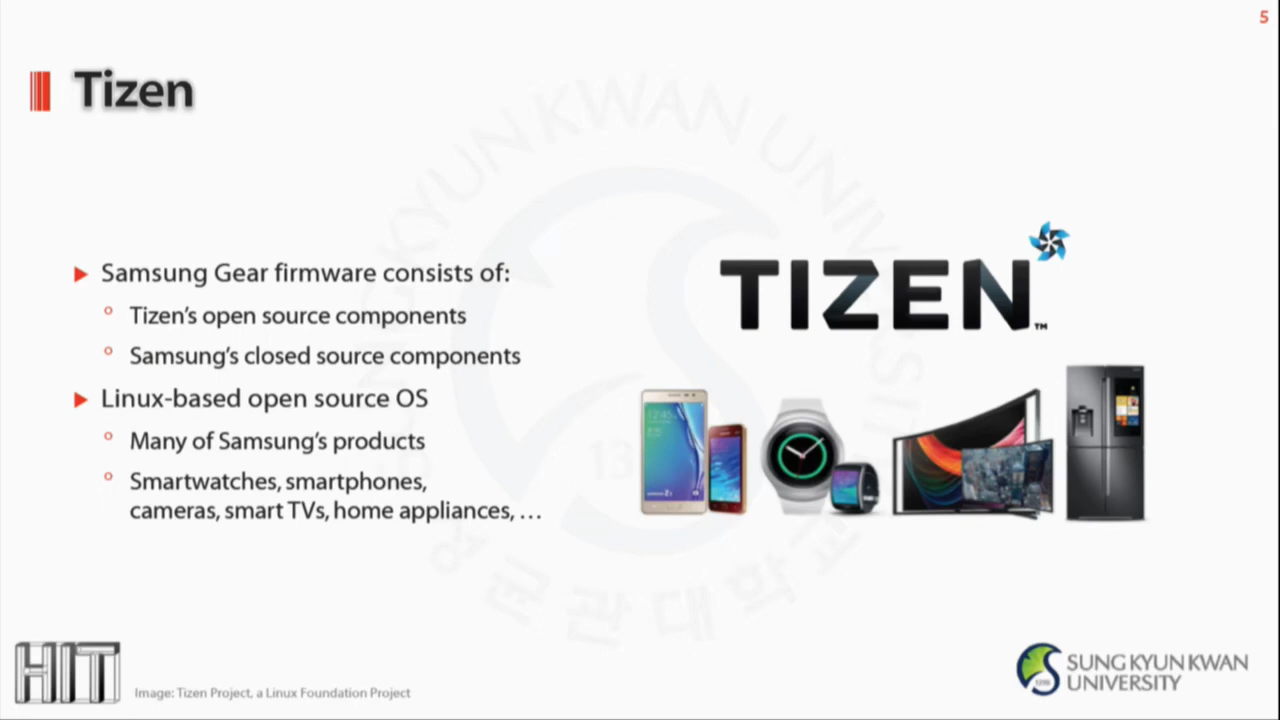 5
Tizen
Samsung Gear firmware consists of:
Tizen's open source components
Samsung's closed source components
Linux-based open source OS
Many of Samsung's products
Smartwatches, smartphones,
cameras, smart TVs, home appliances, …
TIZEN™
HIT
Image: Tizen Project, a Linux Foundation Project
1398
SUNG KYUN KWAN
UNIVERSITY